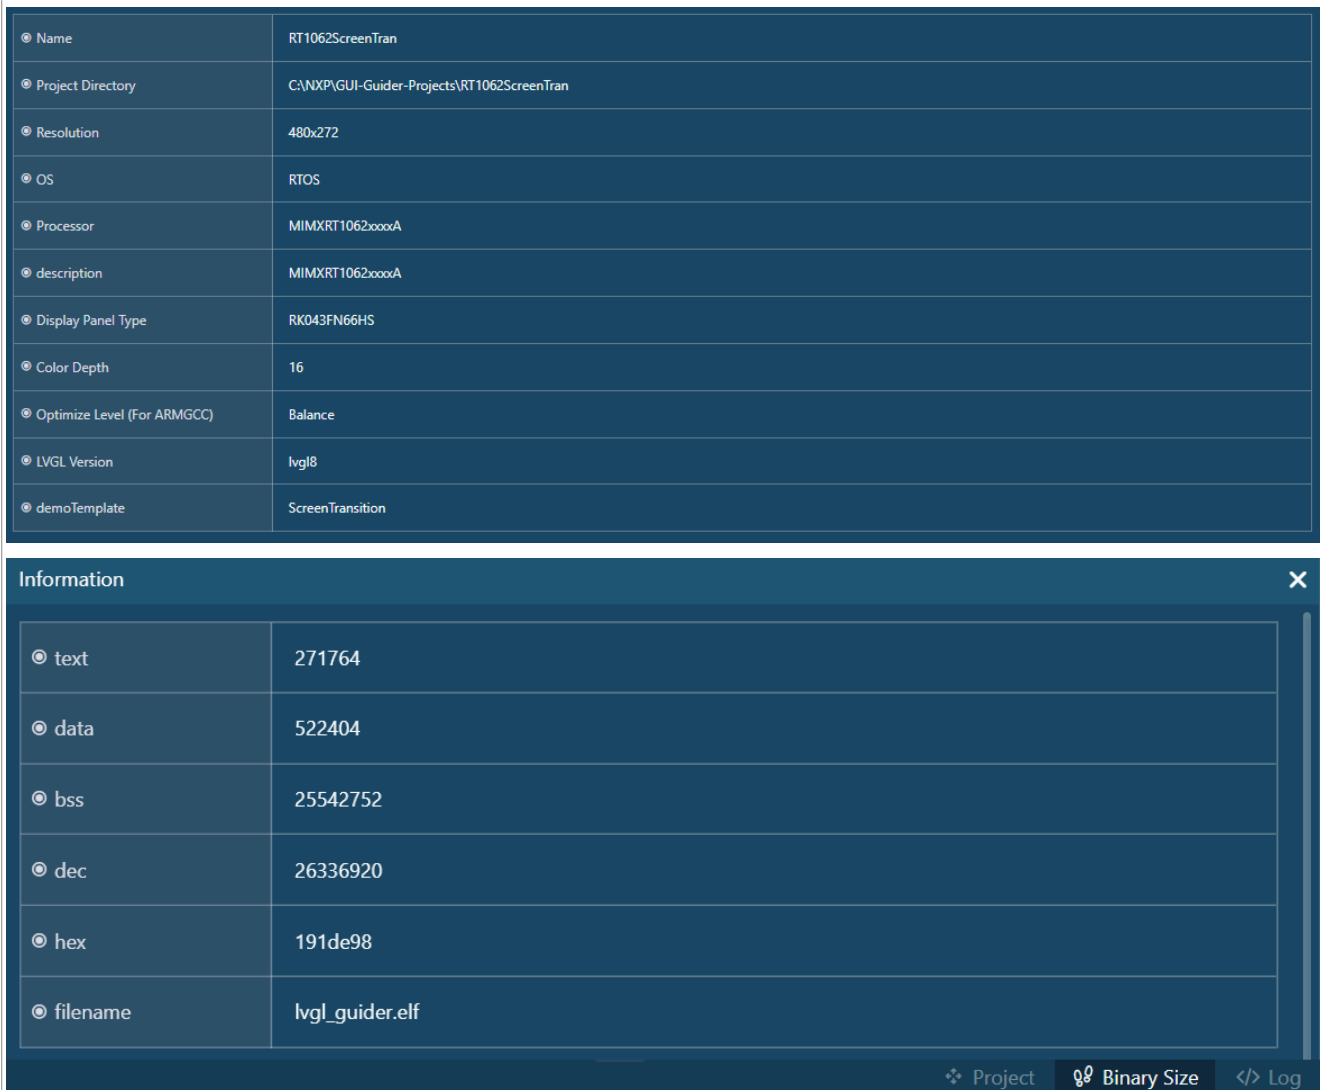 Name RT1062ScreenTran
Project Directory C:\NXP\GUI-Guider-Projects\RT1062ScreenTran
Resolution 480x272
OS RTOS
Processor MIMXRT1062xxxxA
description MIMXRT1062xxxxA
Display Panel Type RK043FN66HS
Color Depth 16
Optimize Level (For ARMGCC) Balance
LVGL Version lvgl8
demoTemplate ScreenTransition
Information
text 271764
data 522404
bss 25542752
dec 26336920
hex 191de98
filename lvgl_guider.elf
Project Binary Size </> Log